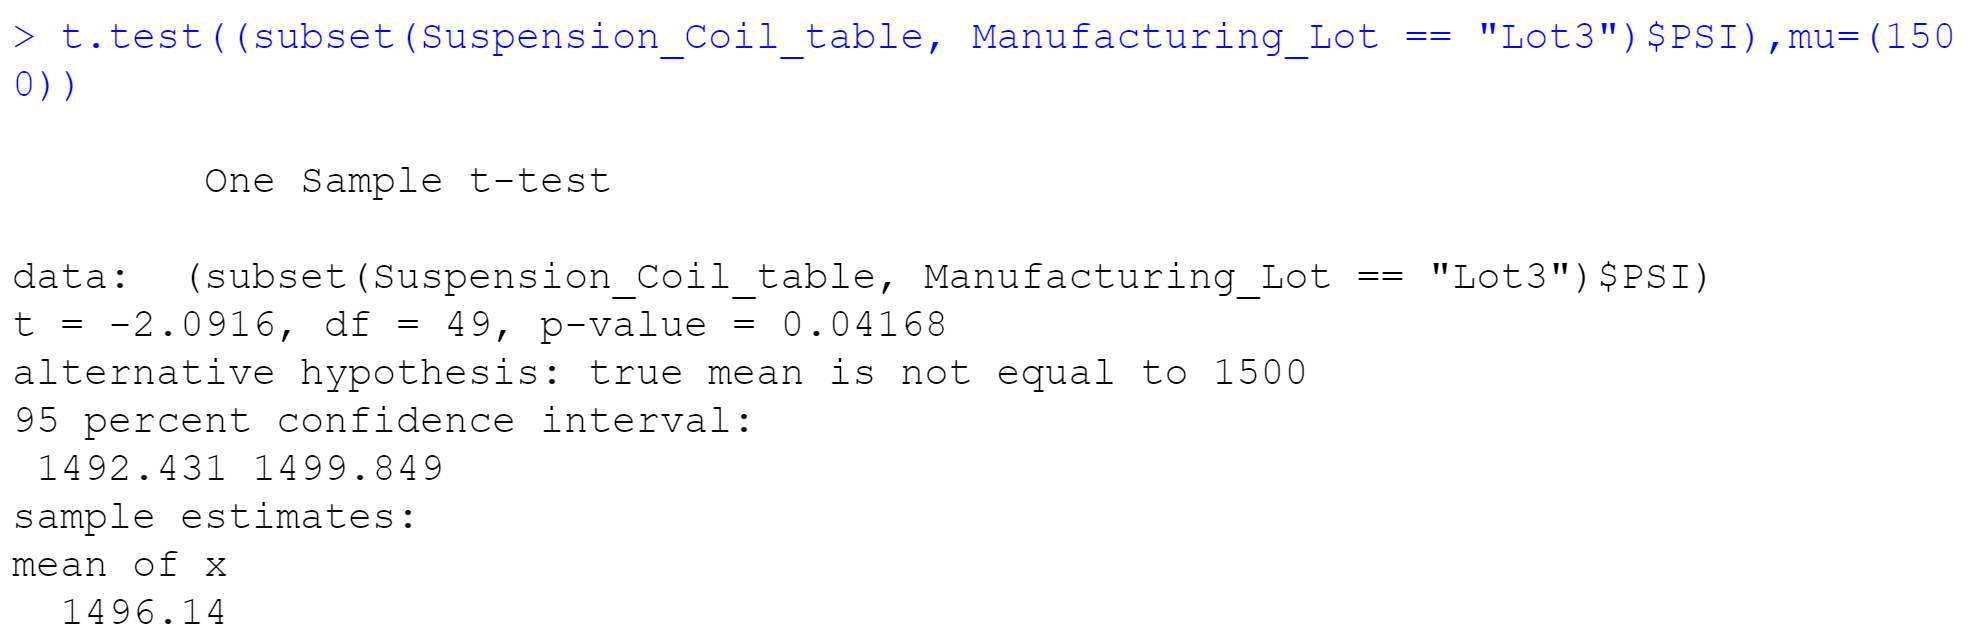 > t.test((subset(Suspension_Coil_table, Manufacturing_Lot == "Lot3")$PSI),mu=(150
0))
One Sample t-test
data:  (subset(Suspension_Coil_table, Manufacturing_Lot == "Lot3")$PSI)
t = -2.0916, df = 49, p-value = 0.04168
alternative hypothesis: true mean is not equal to 1500
95 percent confidence interval:
1492.431 1499.849
sample estimates:
mean of x
1496.14